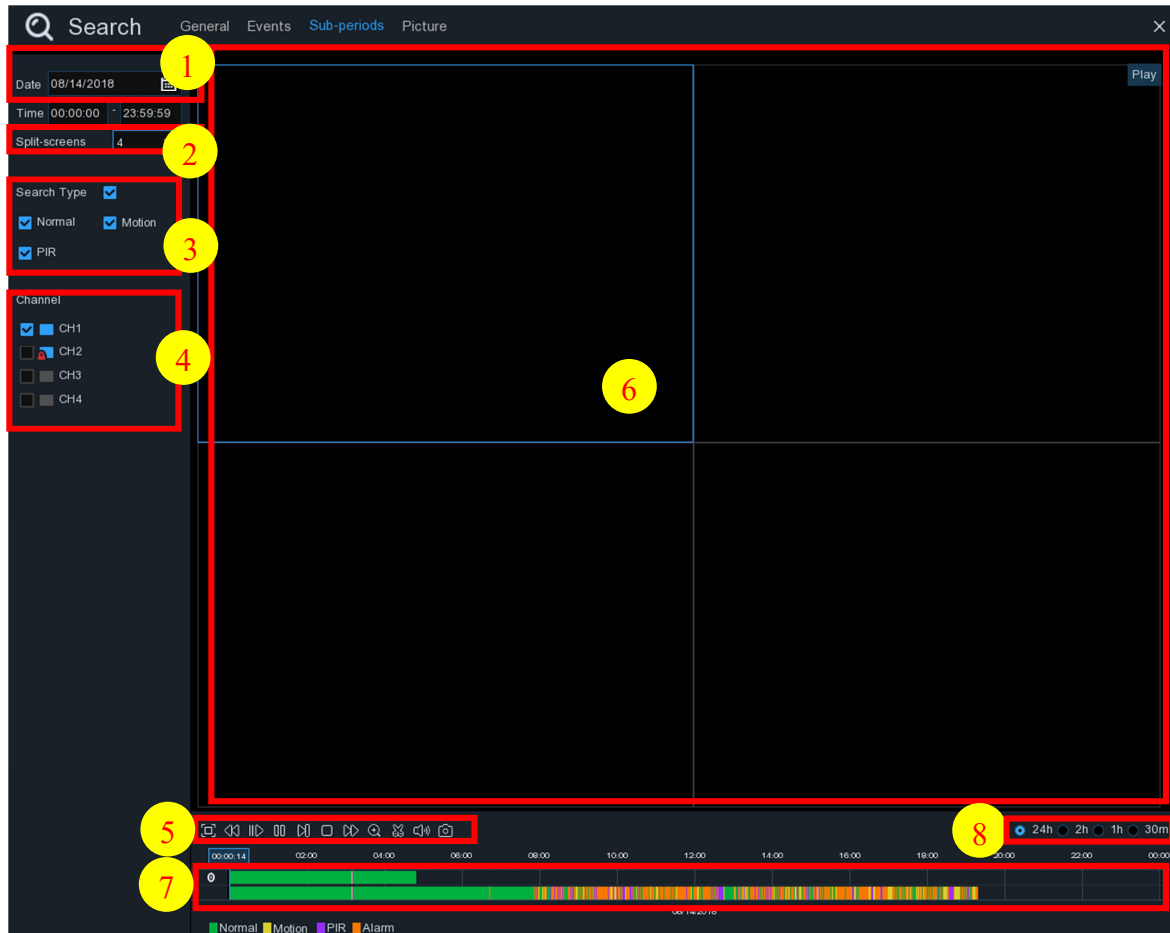 Search General Events Sub-periods Picture
1
Play
Date 08/14/2018
Time 00:00:00 - 23:59:59
Split-screens 4
2
Search Type
Normal Motion
3
PIR
Channel
CH1
CH2
4
CH3
6
CH4
5
8
24h 2h 1h 30m
00:00:14 02:00 04:00 06:00 08:00 10:00 12:00 14:00 16:00 18:00 20:00 22:00 00:00
7
08/14/2018
Normal Motion PIR Alarm